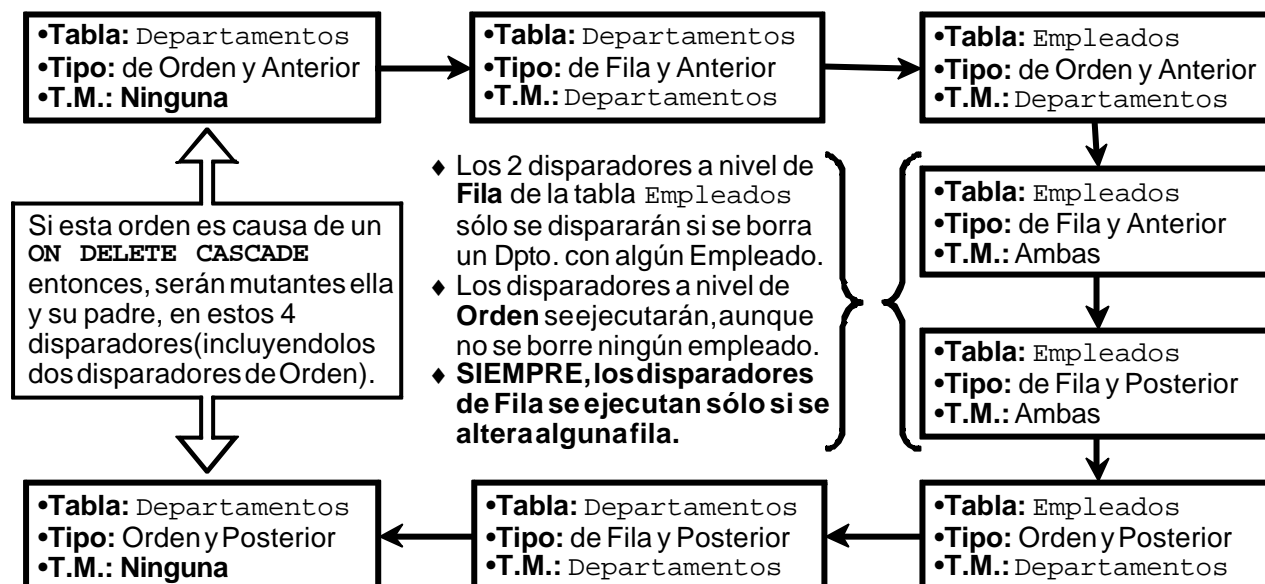 •Tabla: Departamentos
•Tipo: de Orden y Anterior
•T.M.: Ninguna
•Tabla: Departamentos
•Tipo: de Fila y Anterior
•T.M.: Departamentos
•Tabla: Empleados
•Tipo: de Orden y Anterior
•T.M.: Departamentos
Si esta orden es causa de un
ON DELETE CASCADE
entonces, serán mutantes ella
y su padre, en estos 4
disparadores (incluyendo los
dos disparadores de Orden).
♦ Los 2 disparadores a nivel de
Fila de la tabla Empleados
sólo se dispararán si se borra
un Dpto. con algún Empleado.
♦ Los disparadores a nivel de
Orden se ejecutarán, aunque
no se borre ningún empleado.
♦ SIEMPRE, los disparadores
de Fila se ejecutan sólo si se
altera alguna fila.
•Tabla: Empleados
•Tipo: de Fila y Anterior
•T.M.: Ambas
•Tabla: Empleados
•Tipo: de Fila y Posterior
•T.M.: Ambas
•Tabla: Departamentos
•Tipo: Orden y Posterior
•T.M.: Ninguna
•Tabla: Departamentos
•Tipo: de Fila y Posterior
•T.M.: Departamentos
•Tabla: Empleados
•Tipo: Orden y Posterior
•T.M.: Departamentos